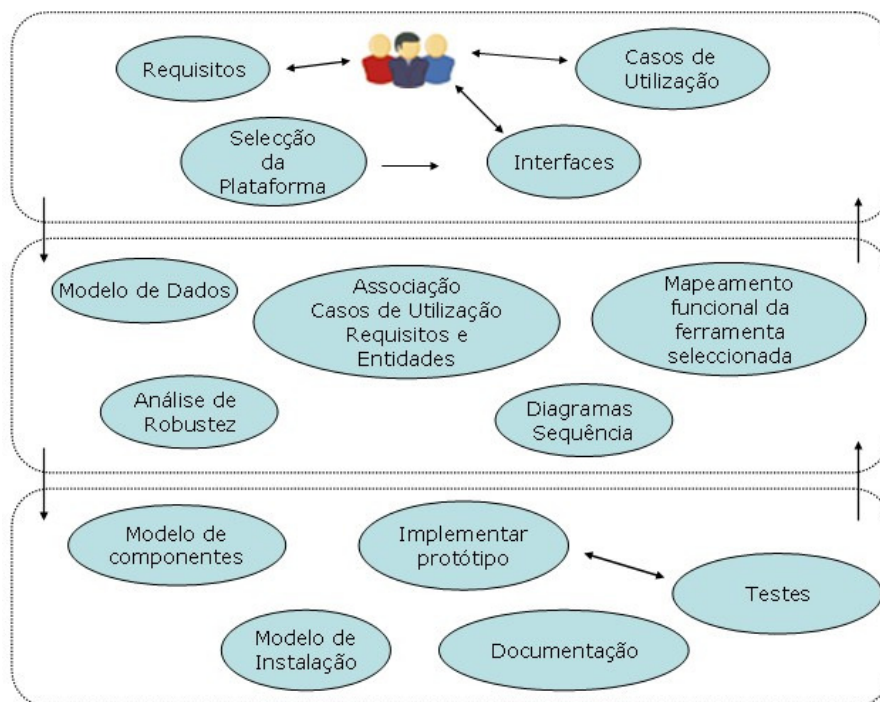 Requisitos
Casos de
Utilização
Selecção
da
Plataforma
Interfaces
Modelo de Dados
Associação
Casos de Utilização
Requisitos e
Entidades
Mapeamento
funcional da
ferramenta
seleccionada
Análise de
Robustez
Diagramas
Sequência
Modelo de
componentes
Implementar
protótipo
Testes
Modelo de
Instalação
Documentação